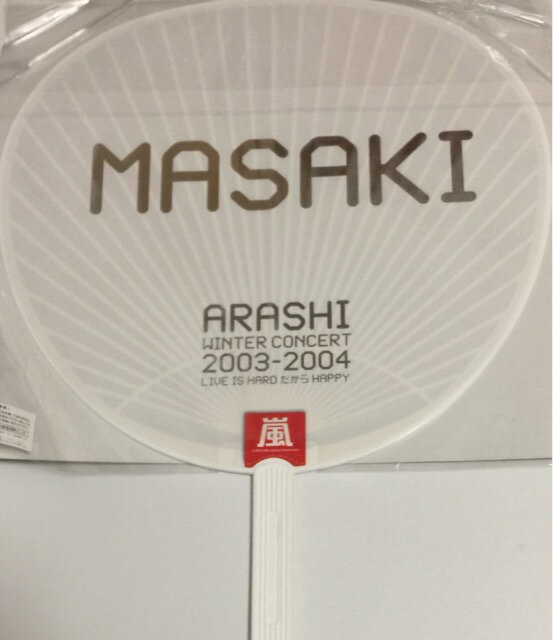 MASAKI
ARASHI
WINTER CONCERT
2003-2004
LIVE IS HARD だから HAPPY
嵐